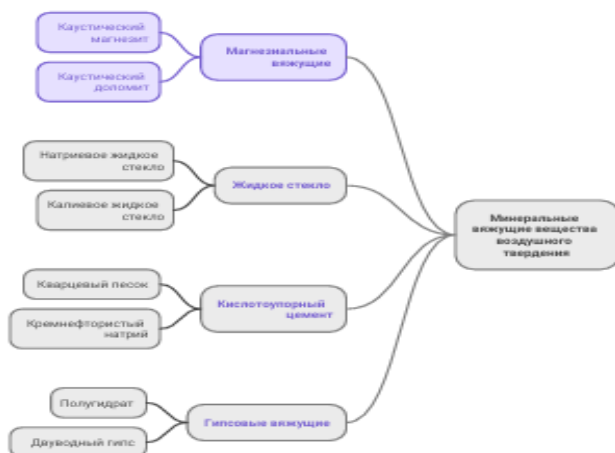 Каустический
магнезит
Каустический
доломит
Магнезиальные
вяжущие
Натриевое жидкое
стекло
Калиевое жидкое
стекло
Жидкое стекло
Минеральные
вяжущие вещества
воздушного
твердения
Кварцевый песок
Кремнефтористый
натрий
Кислотоупорный
цемент
Полугидрат
Двуводный гипс
Гипсовые вяжущие